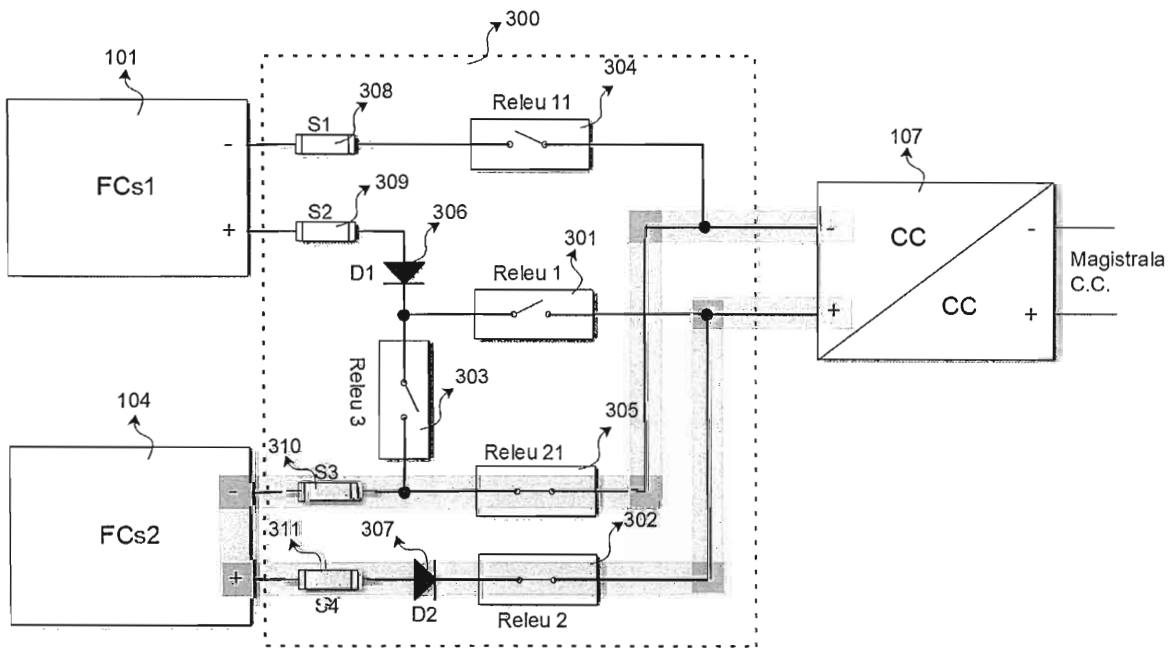 300
101
308
304
S1
Releu 11
-
FCs1
107
309
S2
306
+
301
-
CC
-
D1
Releu 1
Magistrala
C.C.
+
CC
+
Releu 3
303
104
305
310
Releu 21
S3
-
302
FCs2
311
307
+
S4
D2
Releu 2